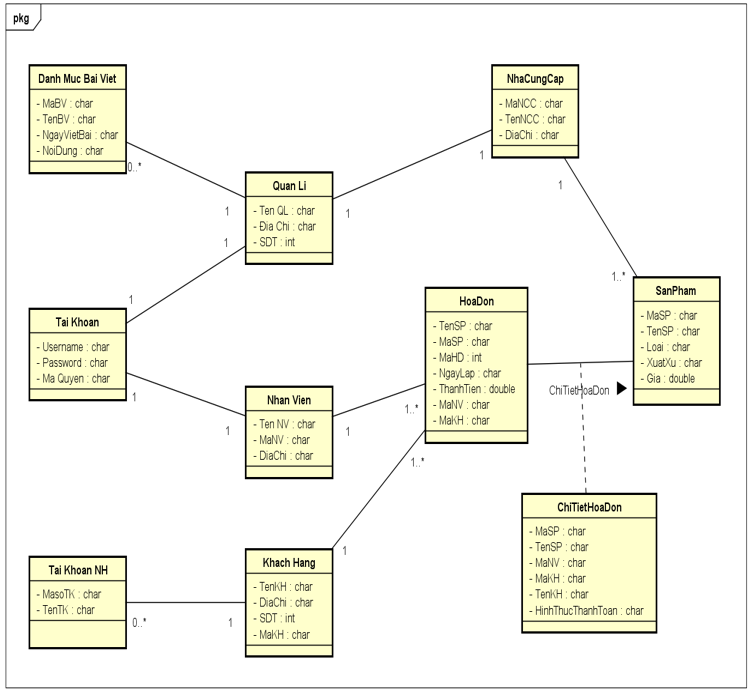 pkg
Danh Muc Bai Viet
- MaBV : char
- TenBV : char
- NgayVietBai : char
- NoiDung : char
0..*
NhaCungCap
- MaNCC : char
- TenNCC : char
- DiaChi : char
1
1
Quan Li
- Ten QL : char
- Địa Chi : char
- SDT : int
1
1
1
Tai Khoan
- Username : char
- Password : char
- Ma Quyen : char
1
1
HoaDon
- TenSP : char
- MaSP : char
- MaHD : int
- NgayLap : char
- ThanhTien : double
- MaNV : char
- MaKH : char
1..*
1..*
SanPham
- MaSP : char
- TenSP : char
- Loai : char
- XuatXu : char
- Gia : double
1..*
ChiTietHoaDon
Nhan Vien
- Ten NV : char
- MaNV : char
- DiaChi : char
1
1
ChiTietHoaDon
- MaSP : char
- TenSP : char
- MaNV : char
- MaKH : char
- TenKH : char
- HinhThucThanhToan : char
Tai Khoan NH
- MasoTK : char
- TenTK : char
0..*
Khach Hang
- TenKH : char
- DiaChi : char
- SDT : int
- MaKH : char
1
1